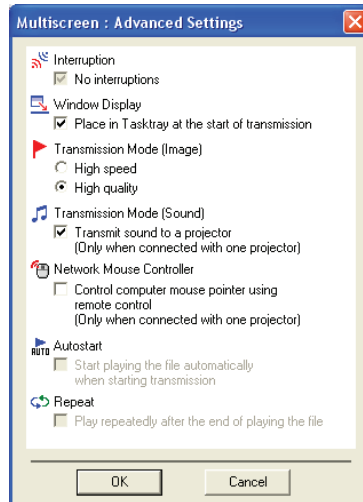 Multiscreen : Advanced Settings
Interruption
No interruptions
Window Display
Place in Tasktray at the start of transmission
Transmission Mode (Image)
High speed
High quality
Transmission Mode (Sound)
Transmit sound to a projector
(Only when connected with one projector)
Network Mouse Controller
Control computer mouse pointer using
remote control
(Only when connected with one projector)
AUTO Autostart
Start playing the file automatically
when starting transmission
Repeat
Play repeatedly after the end of playing the file
OK Cancel